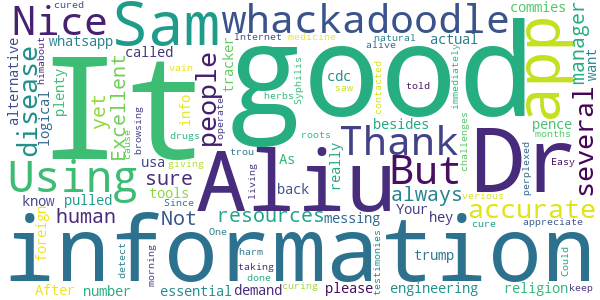 cured
Nice
Sam
whackadoodle
commies
whatsapp
Internet medicine
alternative
himabout
logical
disease
plenty
yet
Excellent
called
info
people
tracker
cdc
vain
Syphilis
saw
natural
alive
contacted
told
immediately
actual
app
manager
pence
want
It
good
Dr
Using
cause
usa
sure
drugs
browsing
operate
herbs
As
besides
really
roots
Thank
But
challenges
months
several
perplexed
Easy
know
pulled
tools
Aliu
trou
living
back
always
accurate
foreign
human
Since
Not
giving
resources
messing
Your
hey
verious
cure
appreciate
information
detect
morning
One
harm
taking
done
curing
testimonies
trump
Could
After
number
essential
demand
please
engineering
religion
keep